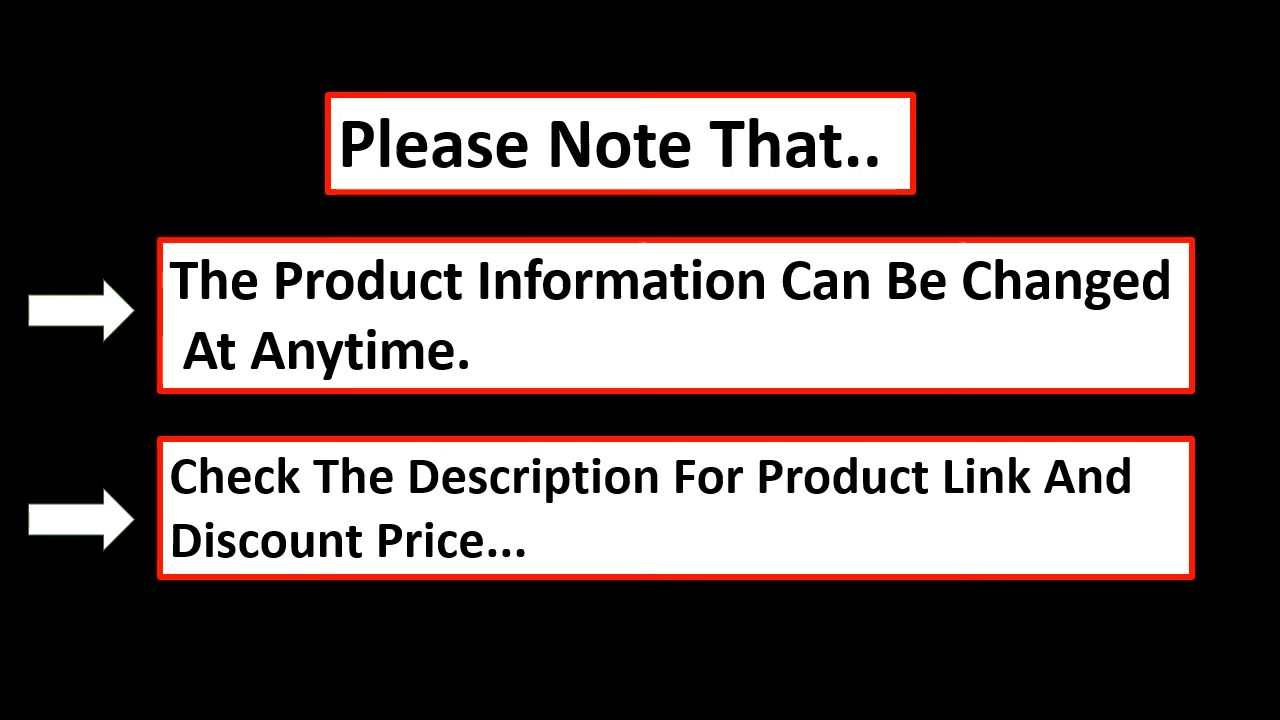 Please Note That..
The Product Information Can Be Changed
At Anytime.
Check The Description For Product Link And
Discount Price...